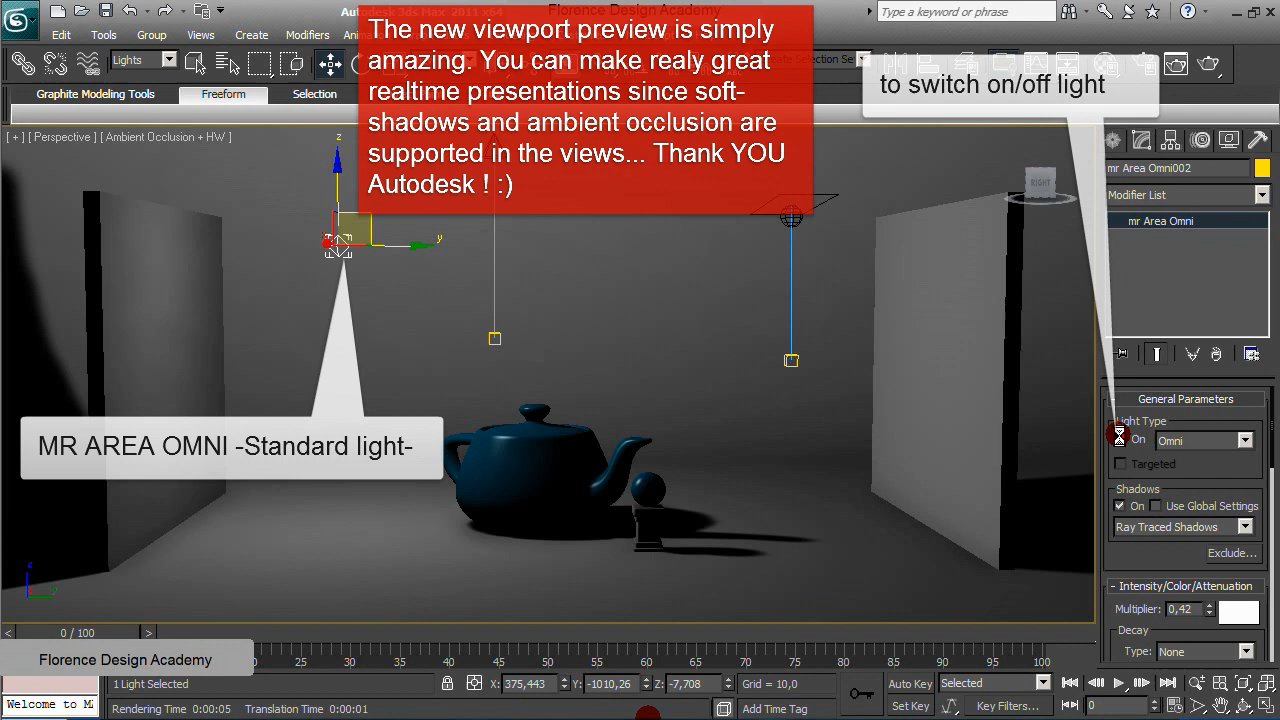 Autodesk 3ds Max 2011 x64
Florence Design Academy
Type a keyword or phrase
Edit Tools Group Views Create Modifiers
Lights
Graphite Modeling Tools Freeform Selection
The new viewport preview is simply
amazing. You can make realy great
realtime presentations since soft-
shadows and ambient occlusion are
supported in the views... Thank YOU
Autodesk ! :)
to switch on/off light
[ + ] [ Perspective ] [ Ambient Occlusion + HW ]
z
y
RIGHT
mr Area Omni002
Modifier List
mr Area Omni
MR AREA OMNI -Standard light-
General Parameters
Light Type
On Omni
Targeted
Shadows
On Use Global Settings
Ray Traced Shadows
Exclude...
- Intensity/Color/Attenuation
Multiplier: 0,42
Decay
Type: None
< 0 / 100 >
Florence Design Academy
25 30 35 40 45 50 55 60 65 70 75 80 85 90 95 100
1 Light Selected X: 375,443 Y: -1010,26 Z: -7,708 Grid = 10,0 Auto Key Selected
Welcome to M
Rendering Time 0:00:05 Translation Time 0:00:01 Add Time Tag Set Key Key Filters... 0